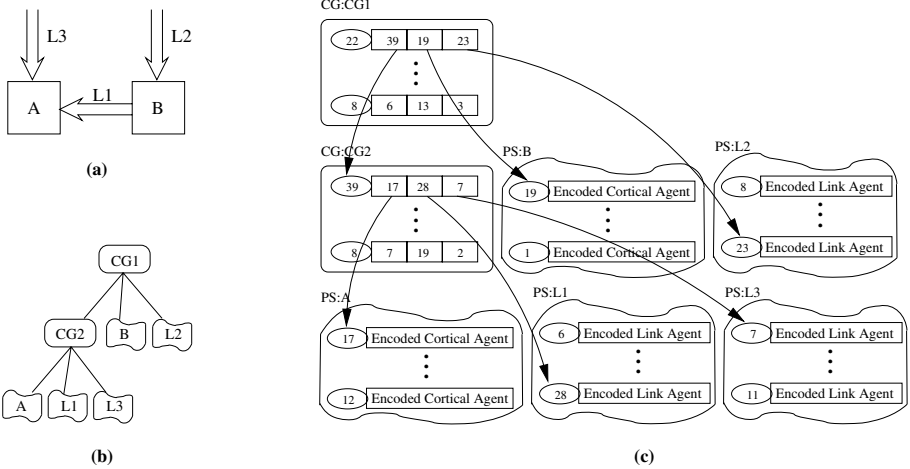 L3
L2
L1
A
B
(a)
CG1
CG2
B
L2
A
L1
L3
(b)
CG:CG1
22 39 19 23
8 6 13 3
CG:CG2
39 17 28 7
8 7 19 2
PS:B
19 Encoded Cortical Agent
1 Encoded Cortical Agent
PS:L2
8 Encoded Link Agent
23 Encoded Link Agent
PS:A
17 Encoded Cortical Agent
12 Encoded Cortical Agent
PS:L1
6 Encoded Link Agent
28 Encoded Link Agent
PS:L3
7 Encoded Link Agent
11 Encoded Link Agent
(c)